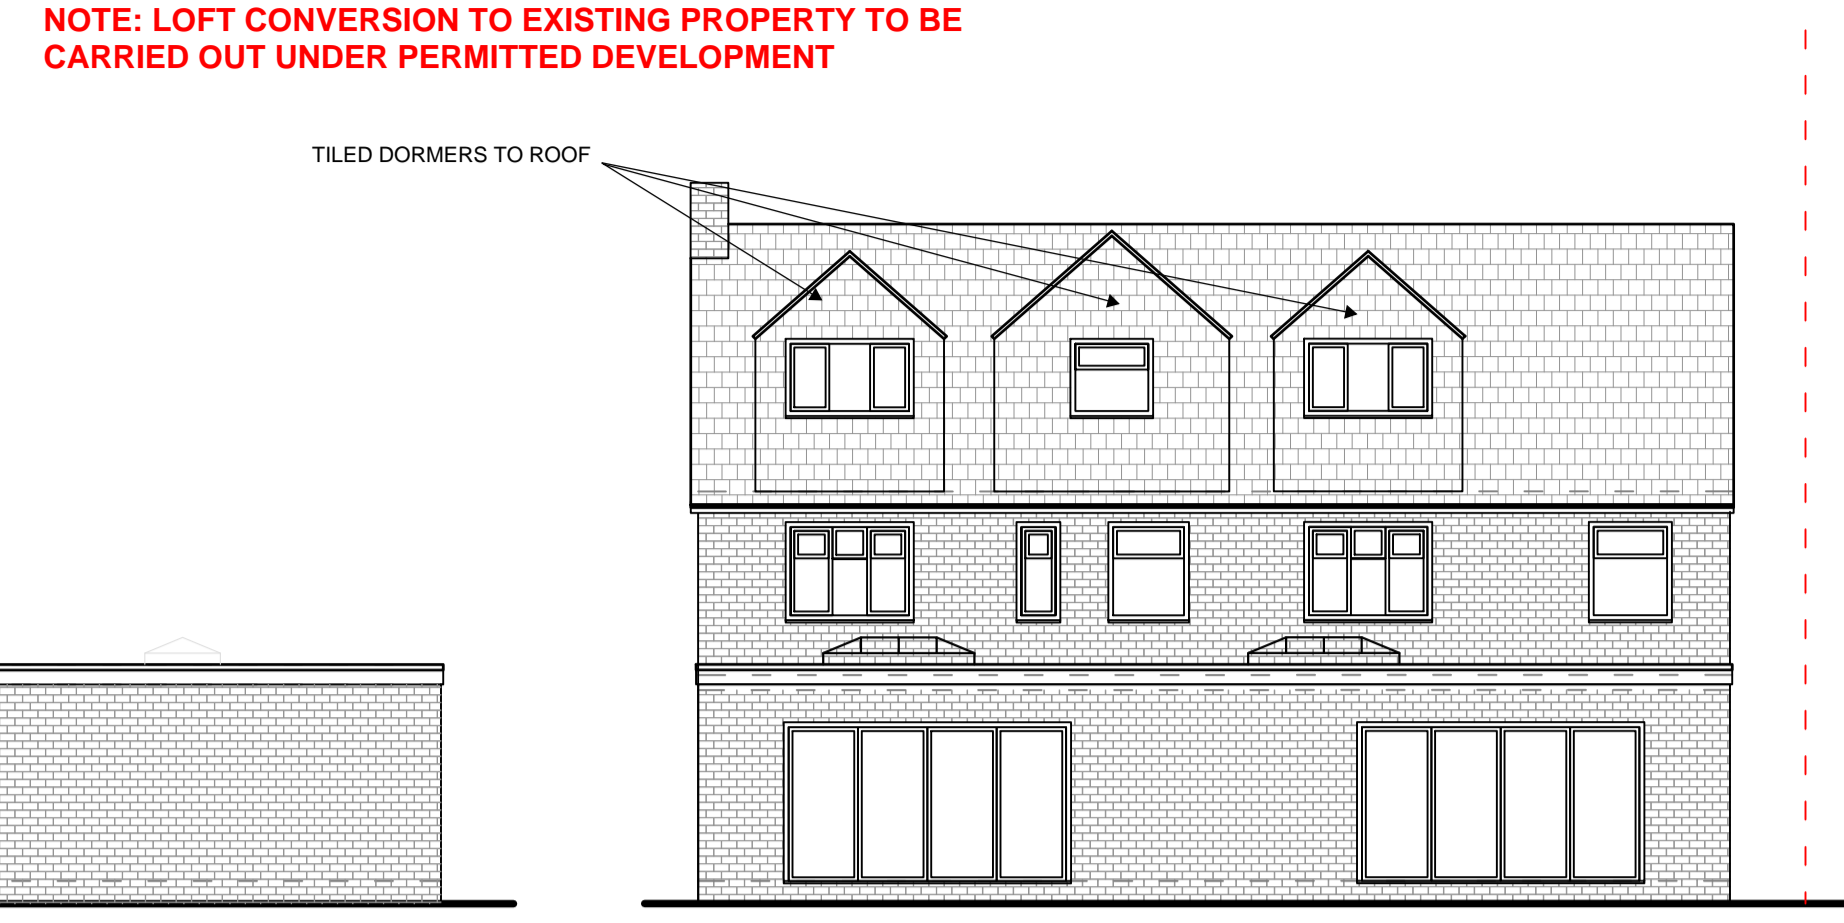 NOTE: LOFT CONVERSION TO EXISTING PROPERTY TO BE
CARRIED OUT UNDER PERMITTED DEVELOPMENT
TILED DORMERS TO ROOF